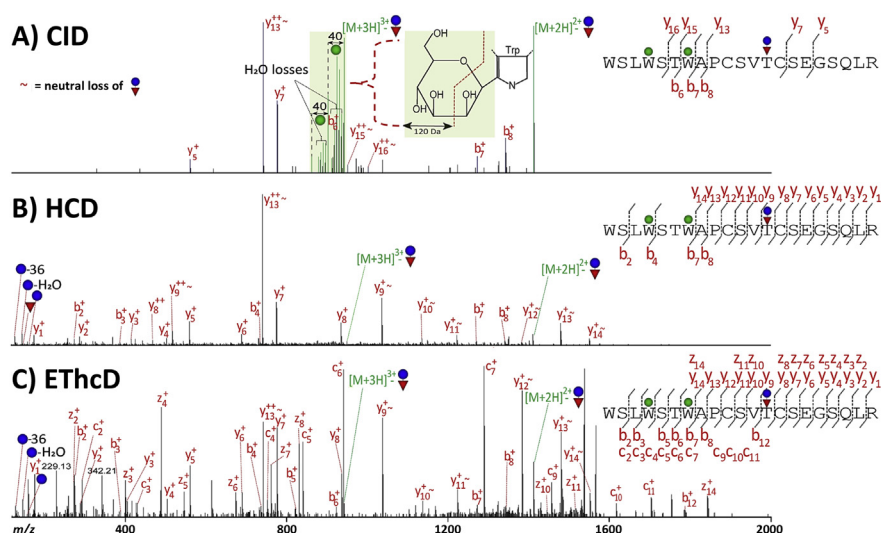 A) CID
~ = neutral loss of
y₁₃⁺⁺~
y₇⁺
y₅⁺
H₂O losses
40
40
b₆⁺
[M+3H]³⁺-
y₁₅⁺⁺~
y₁₆⁺⁺~
OH
HO
O
OH
OH
OH
Trp
N
120 Da
b₇⁺
b₈⁺
[M+2H]²⁺-
y₁₆ y₁₅ y₁₃ y₇ y₅
WSLWSTWAPCSVTCSEGSQLR
b₆ b₇ b₈
B) HCD
-36
-H₂O
y₁⁺
b₂⁺
y₂⁺
b₃⁺
y₃⁺
y₈⁺⁺
y₄⁺
y₉⁺⁺~
y₅⁺
y₆⁺
b₄⁺
y₁₃⁺⁺~
y₇⁺
y₈⁺
[M+3H]³⁺-
y₉⁺~
y₁₀⁺~
y₁₁⁺~
b₇⁺
b₈⁺
y₁₂⁺~
[M+2H]²⁺-
y₁₃⁺~
y₁₄⁺~
y₁₄ y₁₃ y₁₂ y₁₁ y₁₀ y₉ y₈ y₇ y₆ y₅ y₄ y₃ y₂ y₁
WSLWSTWAPCSVTCSEGSQLR
b₂ b₄ b₇ b₈
C) EThcD
-36
-H₂O
y₁⁺
229.13
z₂⁺
b₂⁺
c₂⁺
y₂⁺
342.21
b₃⁺
z₃⁺
c₃⁺
y₃⁺
z₄⁺
y₄⁺
z₅⁺
y₅⁺
z₆⁺
y₆⁺
b₄⁺
y₁₃⁺⁺~
c₄⁺
y₇⁺
z₇⁺
b₅⁺
z₈⁺
c₅⁺
y₈⁺
b₆⁺
c₆⁺
[M+3H]³⁺-
y₉⁺~
y₁₀⁺~
y₁₁⁺~
b₇⁺
c₇⁺
b₈⁺
y₁₂⁺~
[M+2H]²⁺-
z₁₀⁺
c₉⁺
y₁₃⁺~
y₁₄⁺~
z₁₁⁺
c₁₀⁺
c₁₁⁺
b₁₂⁺
z₁₄⁺
z₁₄ z₁₁ z₁₀ z₈ z₇ z₆ z₅ z₄ z₃ z₂
y₁₄ y₁₃ y₁₂ y₁₁ y₁₀ y₉ y₈ y₇ y₆ y₅ y₄ y₃ y₂ y₁
WSLWSTWAPCSVTCSEGSQLR
b₂ b₃ b₅ b₆ b₇ b₈ b₁₂
c₂ c₃ c₄ c₅ c₆ c₇ c₉ c₁₀ c₁₁
m/z 400 800 1200 1600 2000